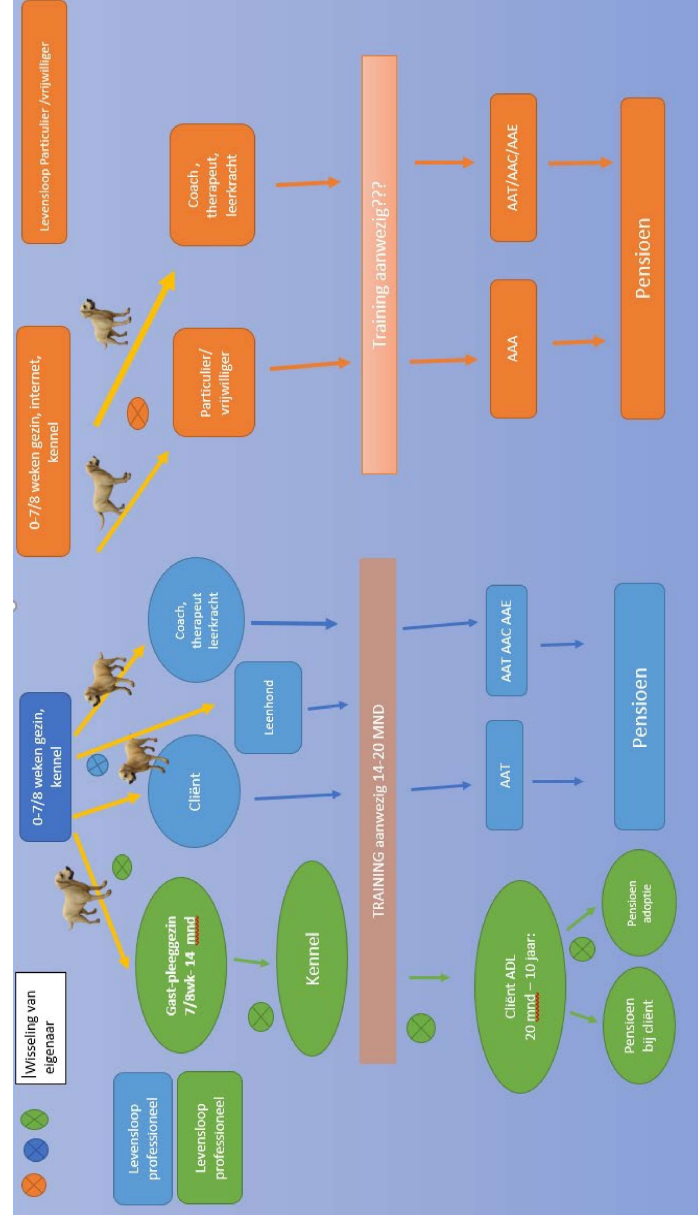 Wisseling van
eigenaar
0-7/8 weken gezin,
kennel
0-7/8 weken gezin, internet,
kennel
Levensloop Particulier /vrijwilliger
Levensloop
professioneel
Levensloop
professioneel
Gast-pleeggezin
7/8wk- 14 mnd
Cliënt
Leenhond
Coach,
therapeut
leerkracht
Particulier/
vrijwilliger
Coach ,
therapeut,
leerkracht
Kennel
TRAINING aanwezig 14-20 MND
Training aanwezig???
Cliënt ADL
20 mnd – 10 jaar:
AAT
AAT AAC AAE
AAA
AAT/AAC/AAE
Pensioen
bij cliënt
Pensioen
adoptie
Pensioen
Pensioen